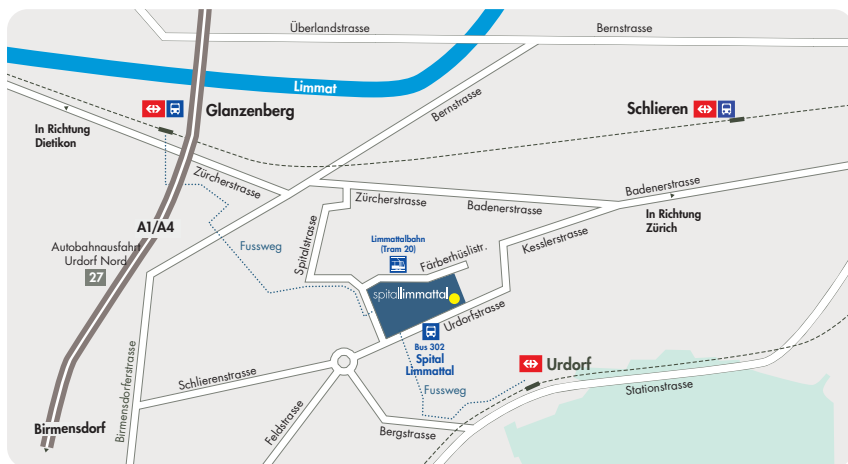 Überlandstrasse
Bernstrasse
Limmat
Glanzenberg
Schlieren
Bernstrasse
In Richtung
Dietikon
Zürcherstrasse
Zürcherstrasse
Badenerstrasse
Badenerstrasse
In Richtung
Zürich
A1/A4
Autobahnausfahrt
Urdorf Nord
27
Fussweg
Spitalstrasse
Limmattalbahn
(Tram 20)
Färberhüslistr.
Kesslerstrasse
spitallimmattal
Urdorfstrasse
Bus 302
Spital
Limmattal
Urdorf
Schlierenstrasse
Fussweg
Stationstrasse
Birmensdorferstrasse
Feldstrasse
Bergstrasse
Birmensdorf